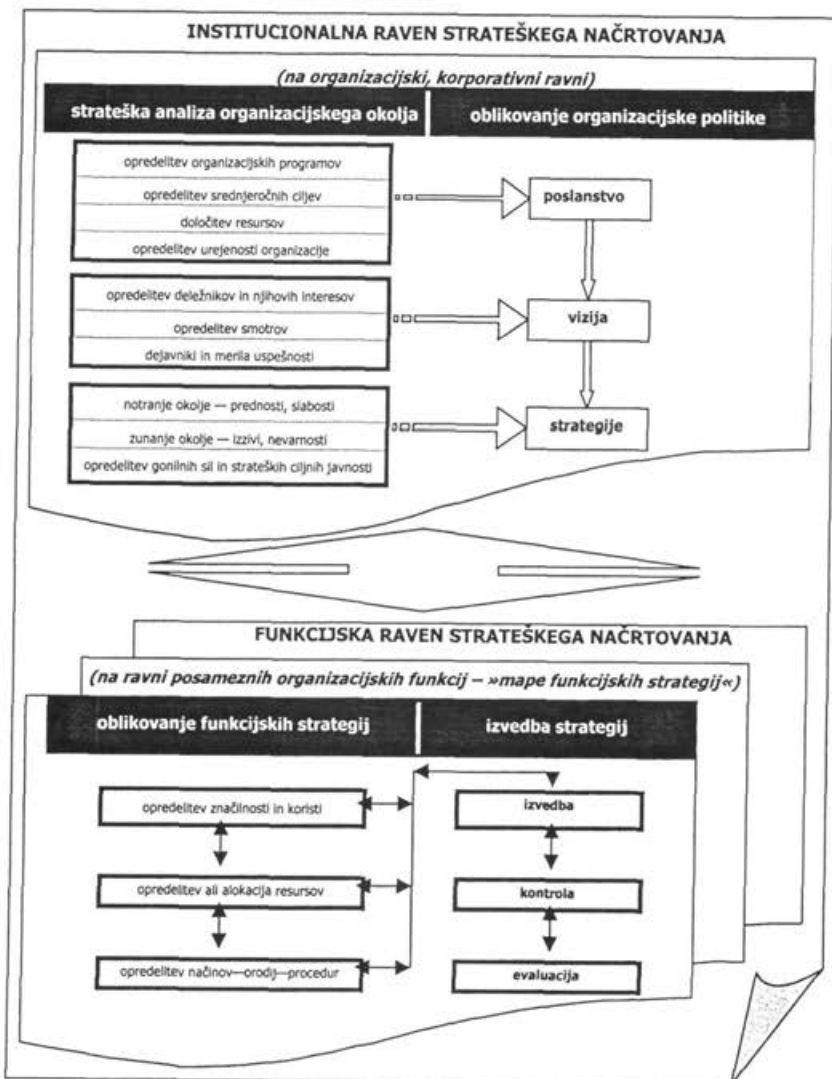 INSTITUCIONALNA RAVEN STRATEŠKEGA NAČRTOVANJA
(na organizacijski, korporativni ravni)
strateška analiza organizacijskega okolja
oblikovanje organizacijske politike
opredelitev organizacijskih programov
opredelitev srednjeročnih ciljev
določitev resursov
opredelitev urejenosti organizacije
poslanstvo
opredelitev deležnikov in njihovih interesov
opredelitev smotrov
dejavniki in merila uspešnosti
vizija
notranje okolje — prednosti, slabosti
zunanje okolje — izzivi, nevarnosti
opredelitev gonilnih sil in strateških ciljnih javnosti
strategije
FUNKCIJSKA RAVEN STRATEŠKEGA NAČRTOVANJA
(na ravni posameznih organizacijskih funkcij – »mape funkcijskih strategij«)
oblikovanje funkcijskih strategij
izvedba strategij
opredelitev značilnosti in koristi
izvedba
opredelitev ali alokacija resursov
kontrola
opredelitev načinov—orodij—procedur
evaluacija